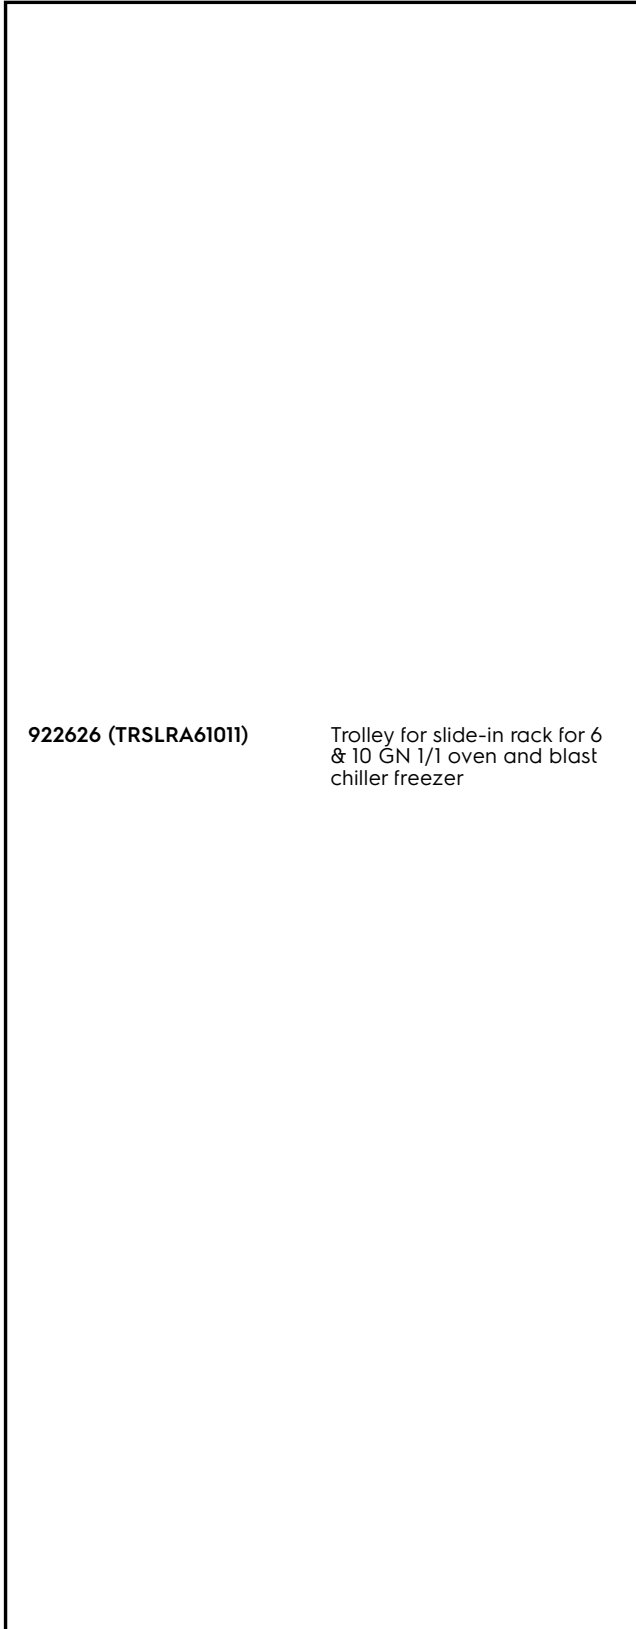 922626 (TRSLRA61011)
Trolley for slide-in rack for 6
& 10 GN 1/1 oven and blast
chiller freezer